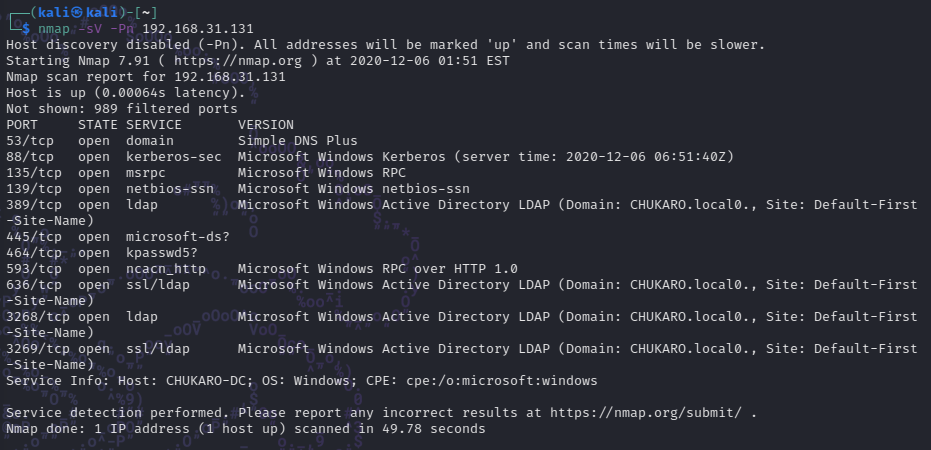 ┌──(kali㉿kali)-[~]
└─$ nmap -sV -Pn 192.168.31.131
Host discovery disabled (-Pn). All addresses will be marked 'up' and scan times will be slower.
Starting Nmap 7.91 ( https://nmap.org ) at 2020-12-06 01:51 EST
Nmap scan report for 192.168.31.131
Host is up (0.00064s latency).
Not shown: 989 filtered ports
PORT     STATE SERVICE       VERSION
53/tcp   open  domain        Simple DNS Plus
88/tcp   open  kerberos-sec  Microsoft Windows Kerberos (server time: 2020-12-06 06:51:40Z)
135/tcp  open  msrpc         Microsoft Windows RPC
139/tcp  open  netbios-ssn   Microsoft Windows netbios-ssn
389/tcp  open  ldap          Microsoft Windows Active Directory LDAP (Domain: CHUKARO.local0., Site: Default-First
-Site-Name)
445/tcp  open  microsoft-ds?
464/tcp  open  kpasswd5?
593/tcp  open  ncacn_http    Microsoft Windows RPC over HTTP 1.0
636/tcp  open  ssl/ldap      Microsoft Windows Active Directory LDAP (Domain: CHUKARO.local0., Site: Default-First
-Site-Name)
3268/tcp open  ldap          Microsoft Windows Active Directory LDAP (Domain: CHUKARO.local0., Site: Default-First
-Site-Name)
3269/tcp open  ssl/ldap      Microsoft Windows Active Directory LDAP (Domain: CHUKARO.local0., Site: Default-First
-Site-Name)
Service Info: Host: CHUKARO-DC; OS: Windows; CPE: cpe:/o:microsoft:windows

Service detection performed. Please report any incorrect results at https://nmap.org/submit/ .
Nmap done: 1 IP address (1 host up) scanned in 49.78 seconds